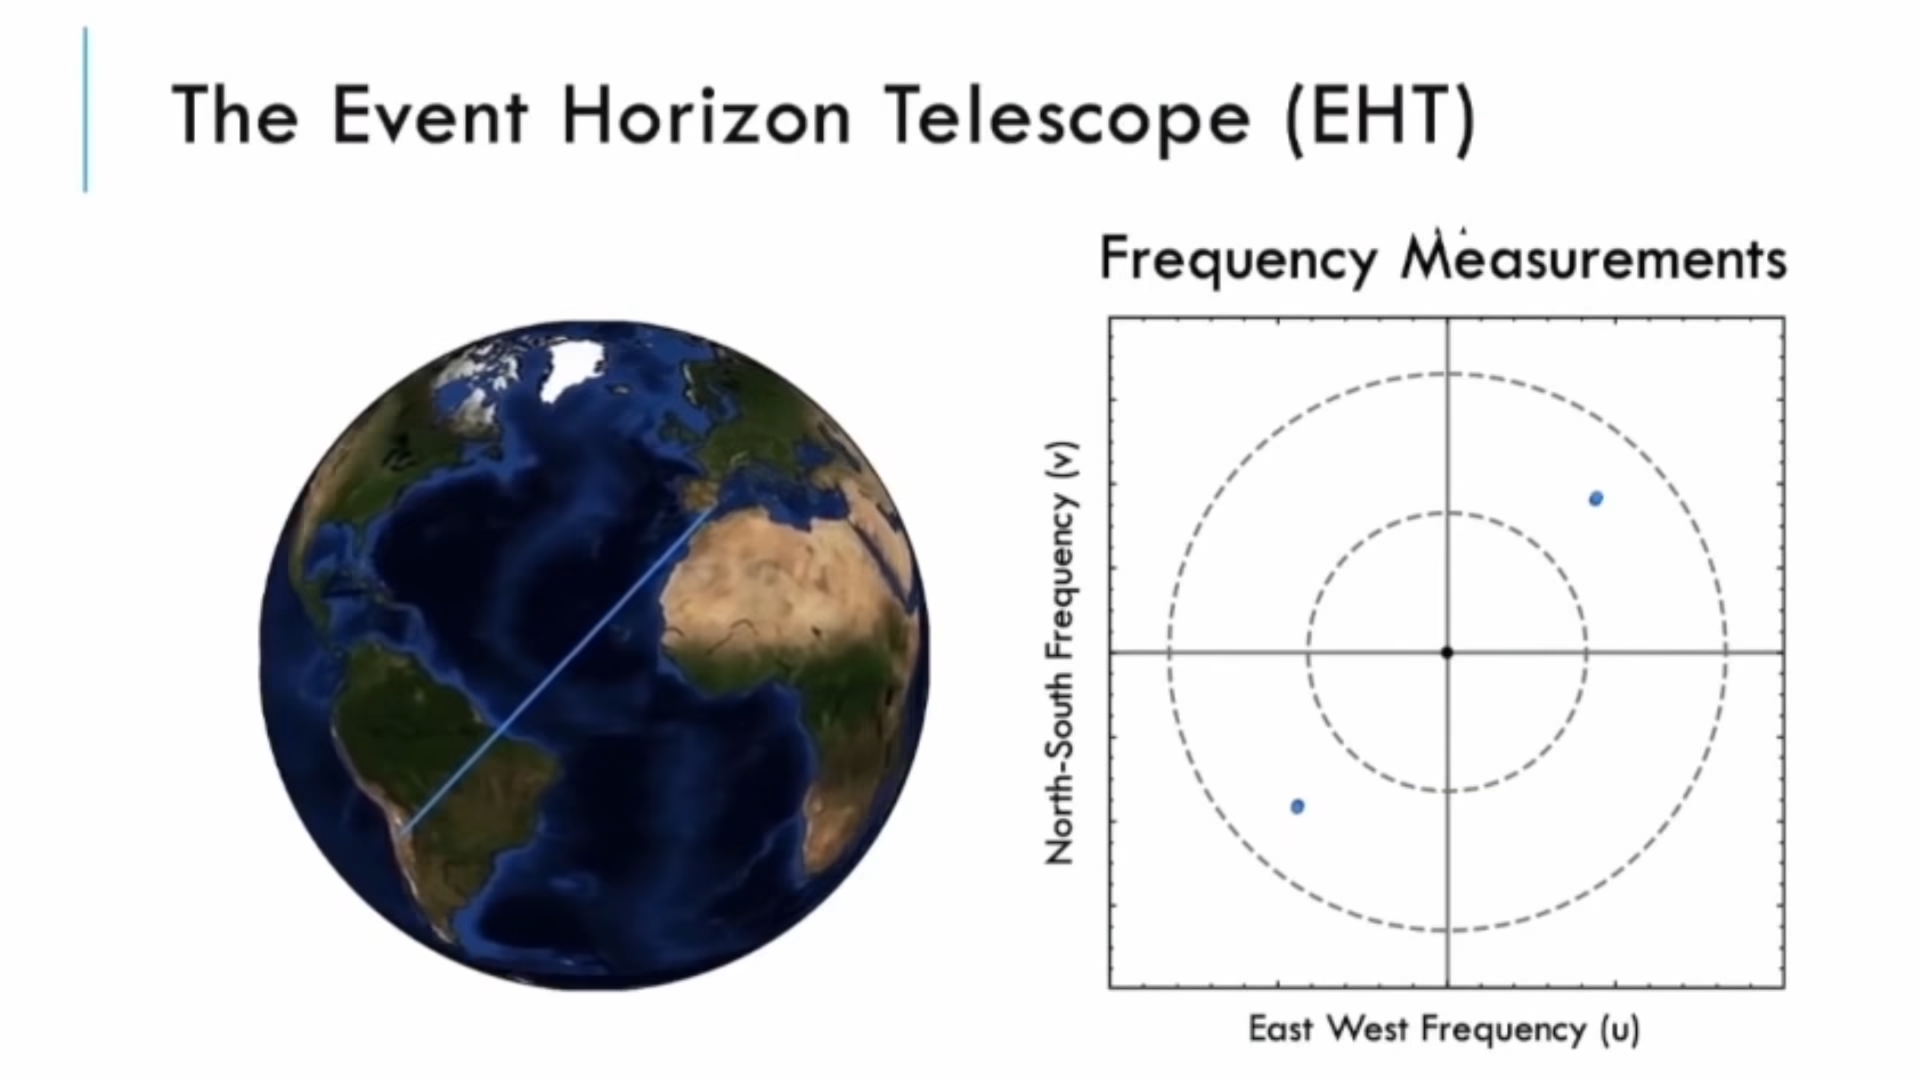 The Event Horizon Telescope (EHT)
Frequency Measurements
North-South Frequency (v)
East West Frequency (u)